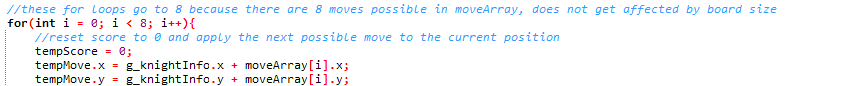 //these for loops go to 8 because there are 8 moves possible in moveArray, does not get affected by board size
for(int i = 0; i < 8; i++){
//reset score to 0 and apply the next possible move to the current position
tempScore = 0;
tempMove.x = g_knightInfo.x + moveArray[i].x;
tempMove.y = g_knightInfo.y + moveArray[i].y;